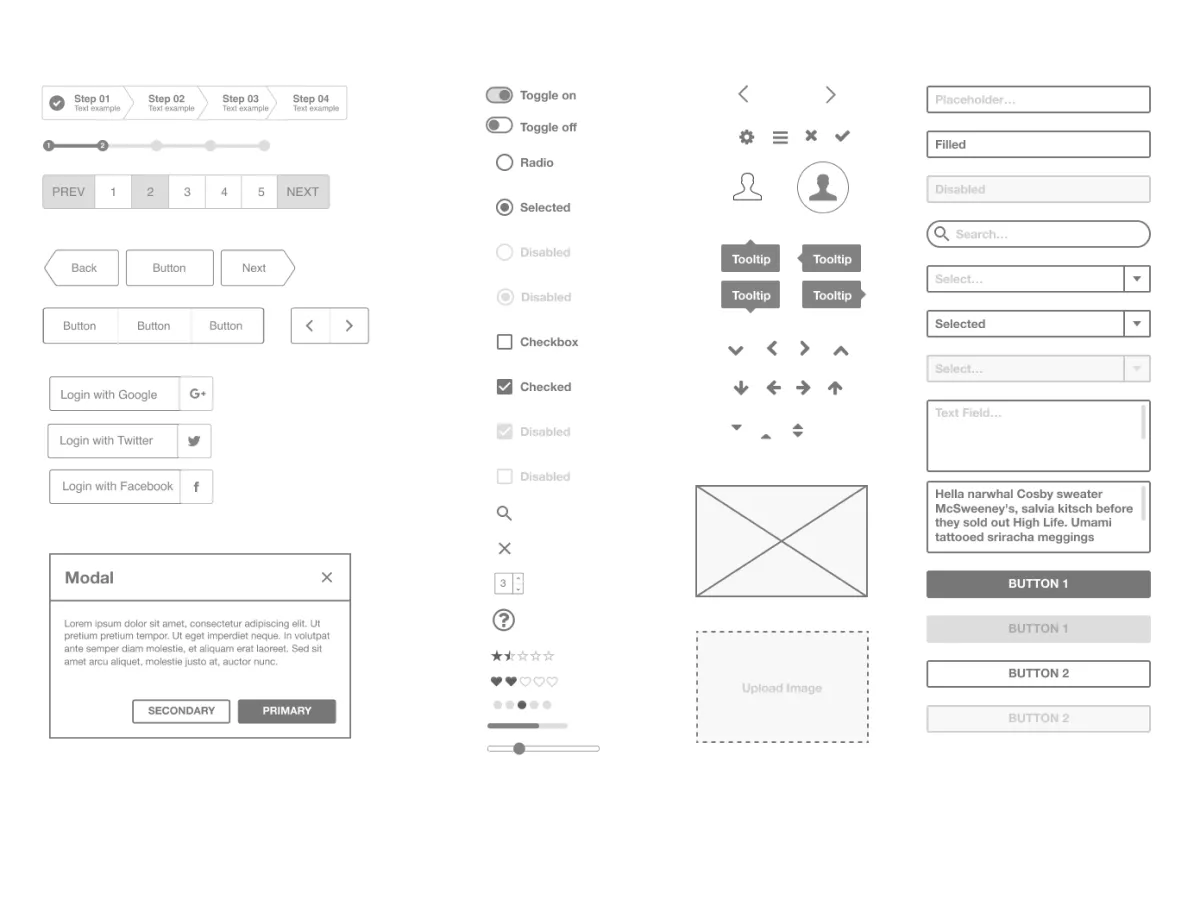 Step 01
Text example
Step 02
Text example
Step 03
Text example
Step 04
Text example
1
2
PREV 1 2 3 4 5 NEXT
Back
Button
Next
Button
Button
Button
Login with Google
G+
Login with Twitter
Login with Facebook
f
Modal
Lorem ipsum dolor sit amet, consectetur adipiscing elit. Ut
pretium pretium tempor. Ut eget imperdiet neque. In volutpat
ante semper diam molestie, et aliquam erat laoreet. Sed sit
amet arcu aliquet, molestie justo at, auctor nunc.
SECONDARY
PRIMARY
Toggle on
Toggle off
Radio
Selected
Disabled
Disabled
Checkbox
Checked
Disabled
Disabled
3
?
Tooltip
Tooltip
Tooltip
Tooltip
Upload Image
Placeholder...
Filled
Disabled
Search...
Select...
Selected
Select...
Text Field...
Hella narwhal Cosby sweater
McSweeney's, salvia kitsch before
they sold out High Life. Umami
tattooed sriracha meggings
BUTTON 1
BUTTON 1
BUTTON 2
BUTTON 2